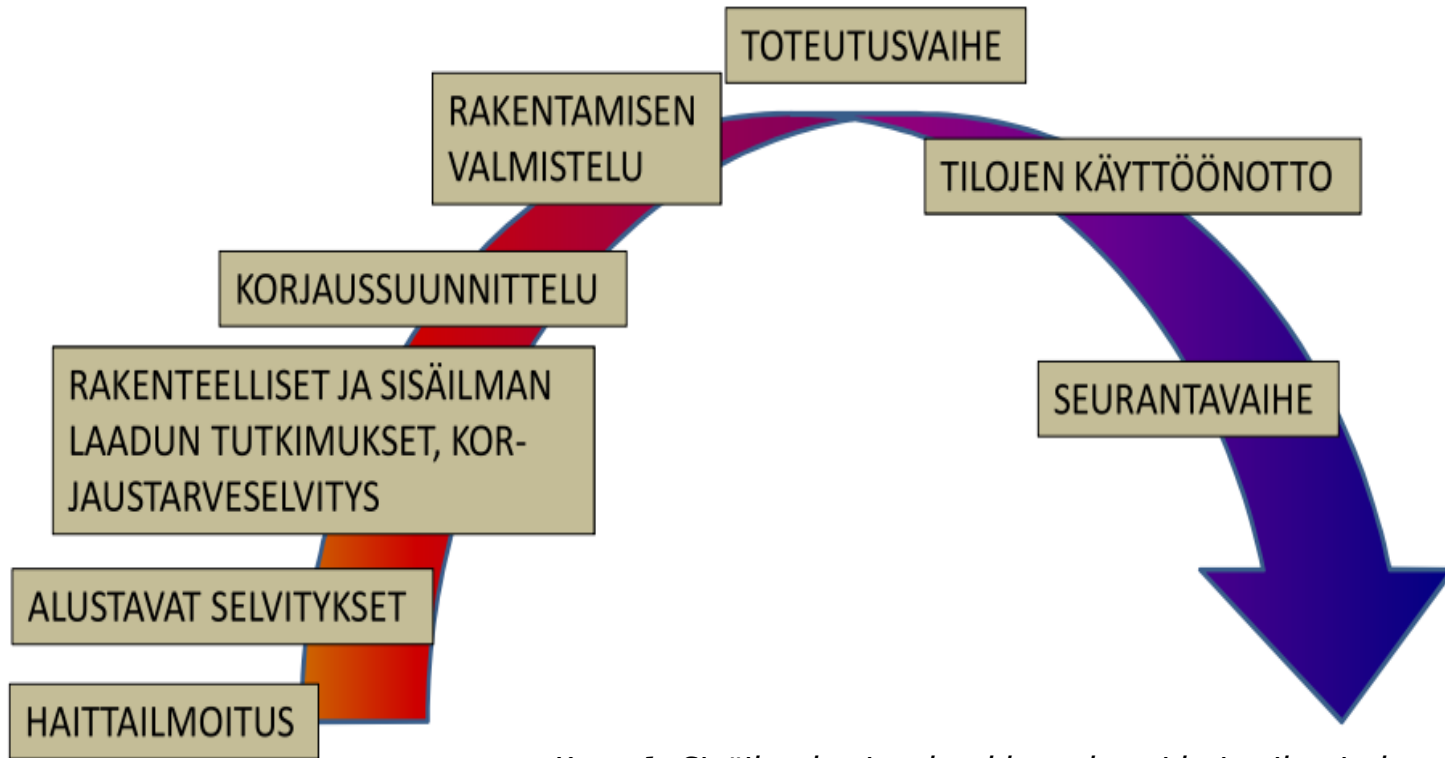 TOTEUTUSVAIHE
RAKENTAMISEN
VALMISTELU
TILOJEN KÄYTTÖÖNOTTO
KORJAUSSUUNNITTELU
RAKENTEELLISET JA SISÄILMAN
LAADUN TUTKIMUKSET, KOR-
JAUSTARVESELVITYS
SEURANTAVAIHE
ALUSTAVAT SELVITYKSET
HAITTAILMOITUS